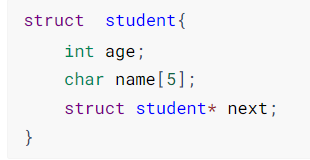 struct  student{
    int age;
    char name[5];
    struct student* next;
}